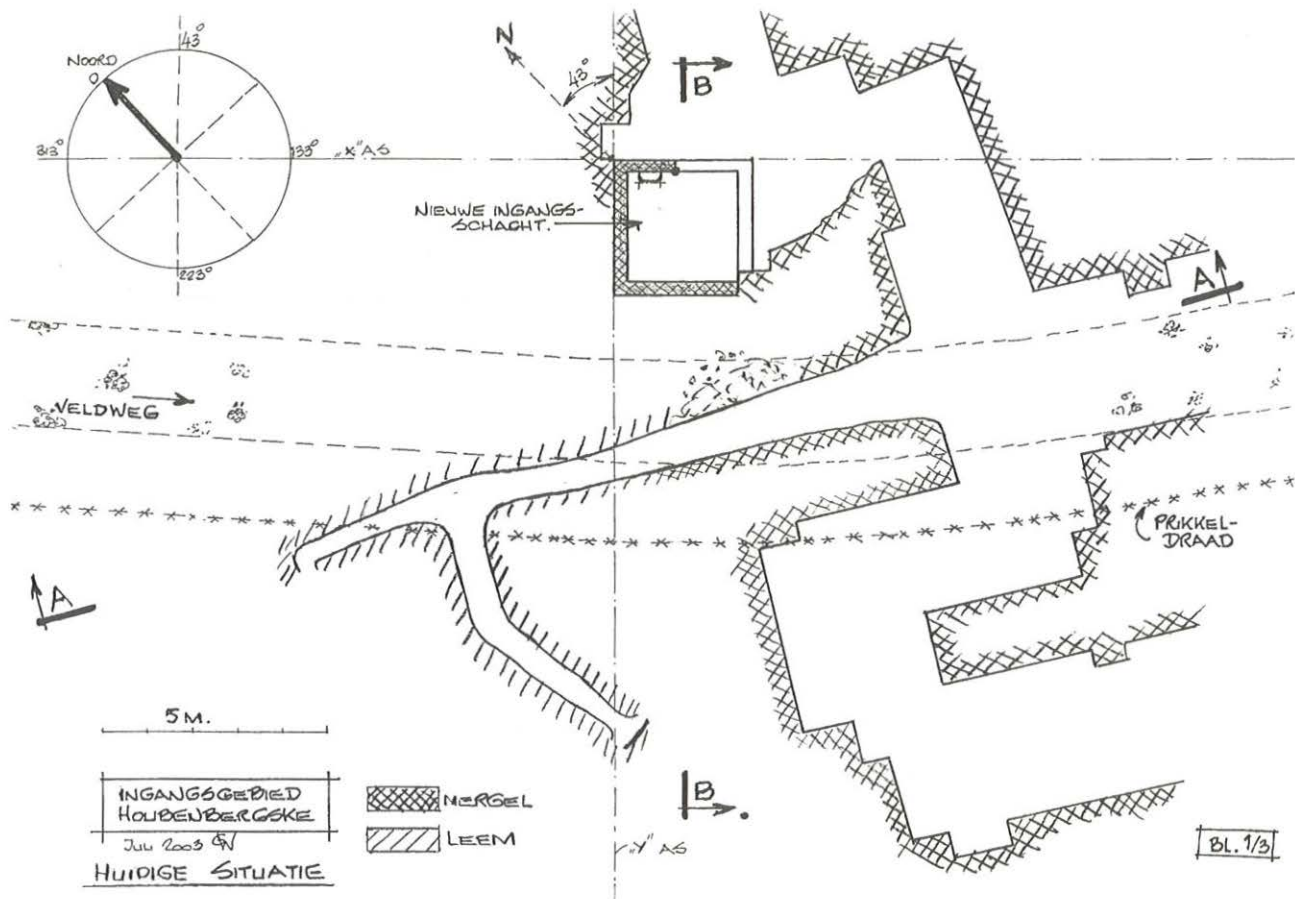 NOORD
0
43°
313°
133°
223°
„X" AS
N
43°
B
NIEUWE INGANGS-
SCHACHT.
A
VELDWEG
PRIKKEL-
DRAAD
A
5 M.
INGANGSGEBIED
HOUBENBERGSKE
JULI 2003
HUIDIGE SITUATIE
MERGEL
LEEM
B
„Y" AS
BL. 1/3